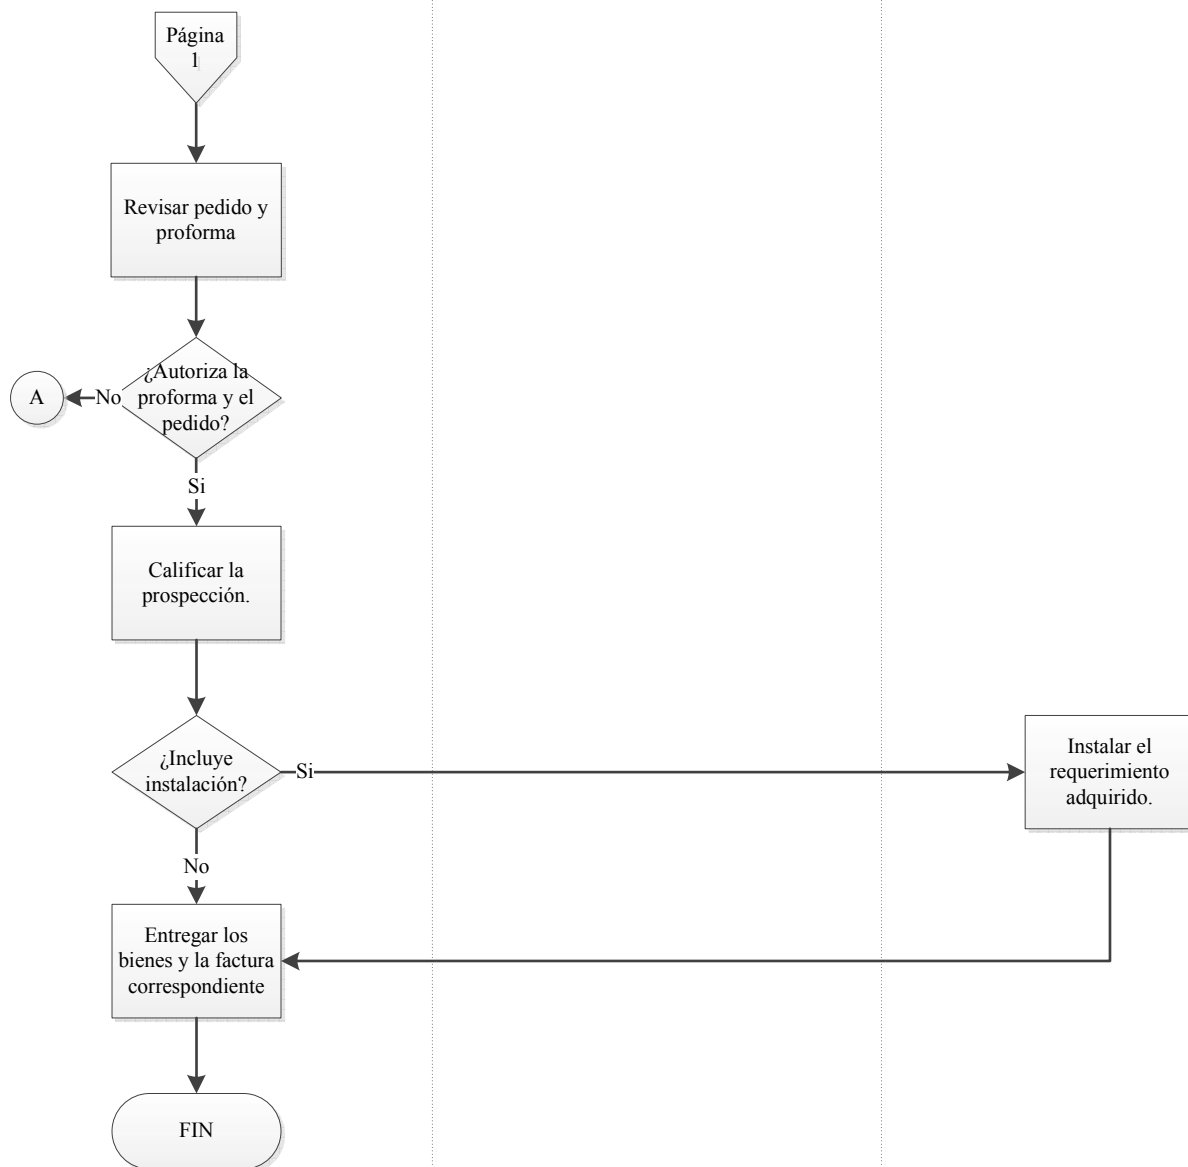 Página
1
Revisar pedido y
proforma
¿Autoriza la
proforma y el
pedido?
No
A
Si
Calificar la
prospección.
¿Incluye
instalación?
Si
Instalar el
requerimiento
adquirido.
No
Entregar los
bienes y la factura
correspondiente
FIN